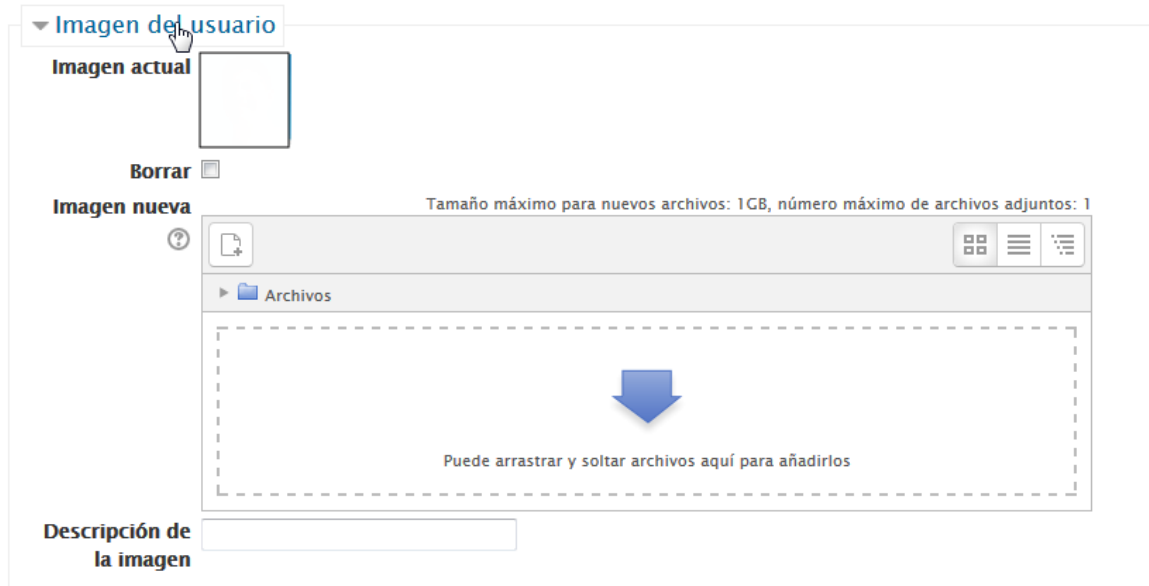 Imagen del usuario
Imagen actual
Borrar
Imagen nueva
Tamaño máximo para nuevos archivos: 1GB, número máximo de archivos adjuntos: 1
Archivos
Puede arrastrar y soltar archivos aquí para añadirlos
Descripción de
la imagen